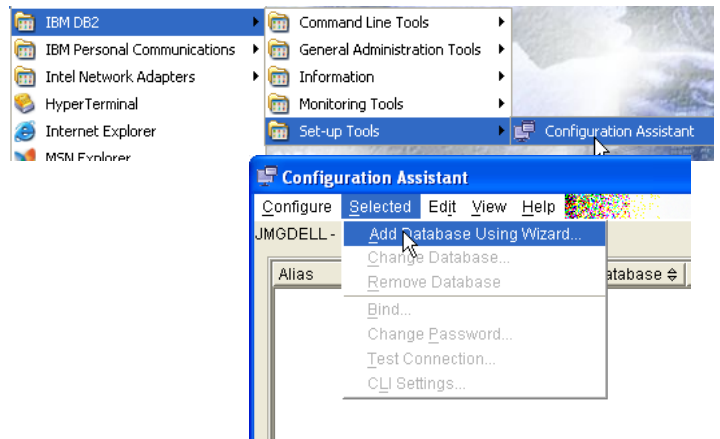 IBM DB2
IBM Personal Communications
Intel Network Adapters
HyperTerminal
Internet Explorer
MSN Explorer
Command Line Tools
General Administration Tools
Information
Monitoring Tools
Set-up Tools
Configuration Assistant
Configuration Assistant
Configure Selected Edit View Help
JMGDELL -
Add Database Using Wizard...
Change Database...
Remove Database
Bind...
Change Password...
Test Connection...
CLI Settings...
Alias
atabase